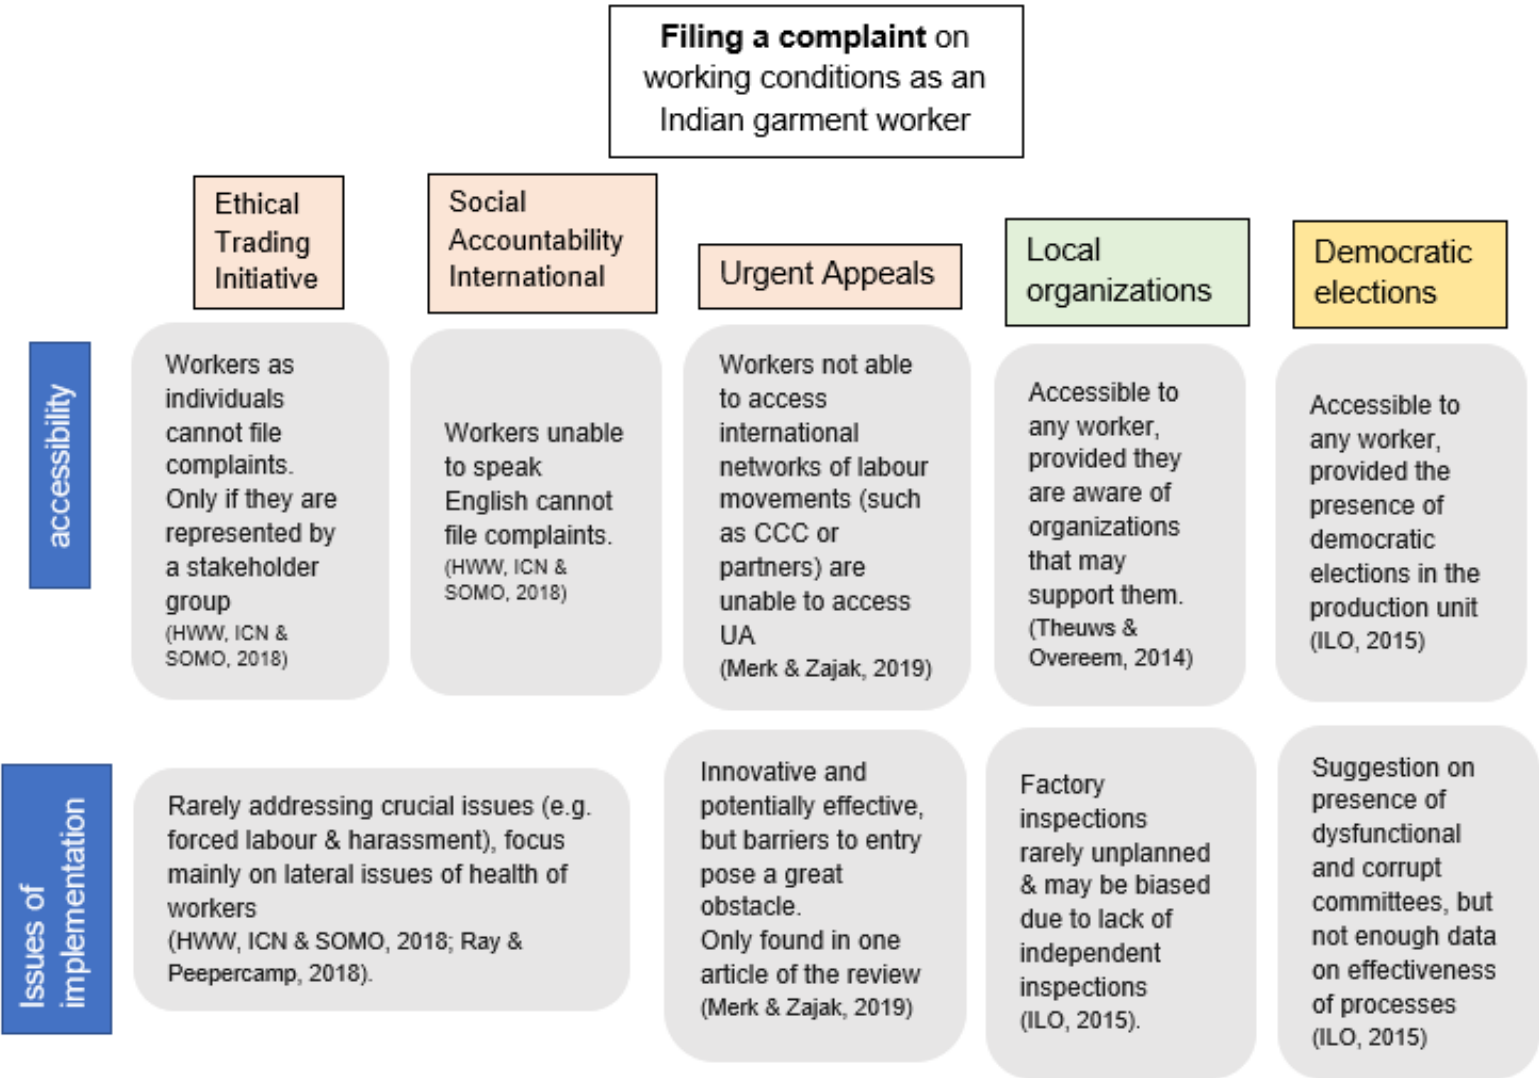 Filing a complaint on
working conditions as an
Indian garment worker
Ethical
Trading
Initiative
Social
Accountability
International
Urgent Appeals
Local
organizations
Democratic
elections
accessibility
Workers as
individuals
cannot file
complaints.
Only if they are
represented by
a stakeholder
group
(HWW, ICN &
SOMO, 2018)
Workers unable
to speak
English cannot
file complaints.
(HWW, ICN &
SOMO, 2018)
Workers not able
to access
international
networks of labour
movements (such
as CCC or
partners) are
unable to access
UA
(Merk & Zajak, 2019)
Accessible to
any worker,
provided they
are aware of
organizations
that may
support them.
(Theuws &
Overeem, 2014)
Accessible to
any worker,
provided the
presence of
democratic
elections in the
production unit
(ILO, 2015)
Issues of
implementation
Rarely addressing crucial issues (e.g.
forced labour & harassment), focus
mainly on lateral issues of health of
workers
(HWW, ICN & SOMO, 2018; Ray &
Peepercamp, 2018).
Innovative and
potentially effective,
but barriers to entry
pose a great
obstacle.
Only found in one
article of the review
(Merk & Zajak, 2019)
Factory
inspections
rarely unplanned
& may be biased
due to lack of
independent
inspections
(ILO, 2015).
Suggestion on
presence of
dysfunctional
and corrupt
committees, but
not enough data
on effectiveness
of processes
(ILO, 2015)